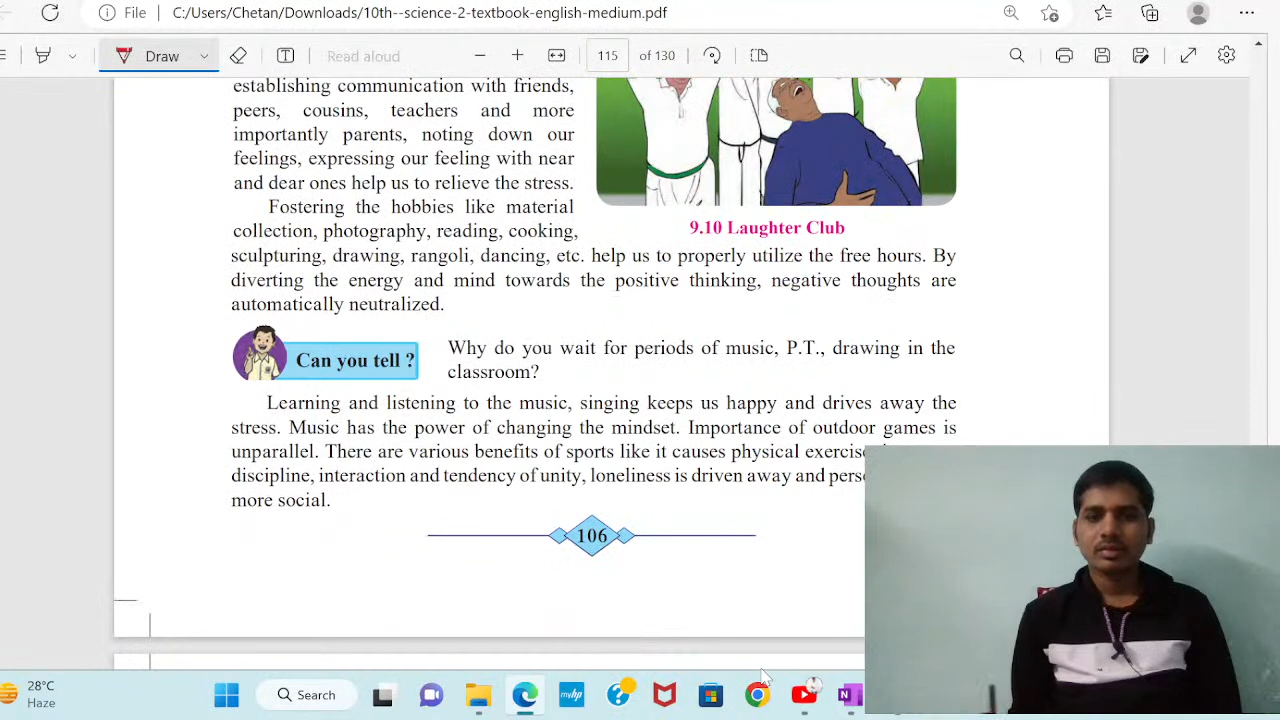 File C:/Users/Chetan/Downloads/10th--science-2-textbook-english-medium.pdf
Draw Read aloud 115 of 130
establishing communication with friends,
peers, cousins, teachers and more
importantly parents, noting down our
feelings, expressing our feeling with near
and dear ones help us to relieve the stress.
Fostering the hobbies like material
collection, photography, reading, cooking,
9.10 Laughter Club
sculpturing, drawing, rangoli, dancing, etc. help us to properly utilize the free hours. By
diverting the energy and mind towards the positive thinking, negative thoughts are
automatically neutralized.
Can you tell ?
Why do you wait for periods of music, P.T., drawing in the
classroom?
Learning and listening to the music, singing keeps us happy and drives away the
stress. Music has the power of changing the mindset. Importance of outdoor games is
unparallel. There are various benefits of sports like it causes physical exercise
discipline, interaction and tendency of unity, loneliness is driven away and
more social.
106
28°C
Haze
Search
myhp